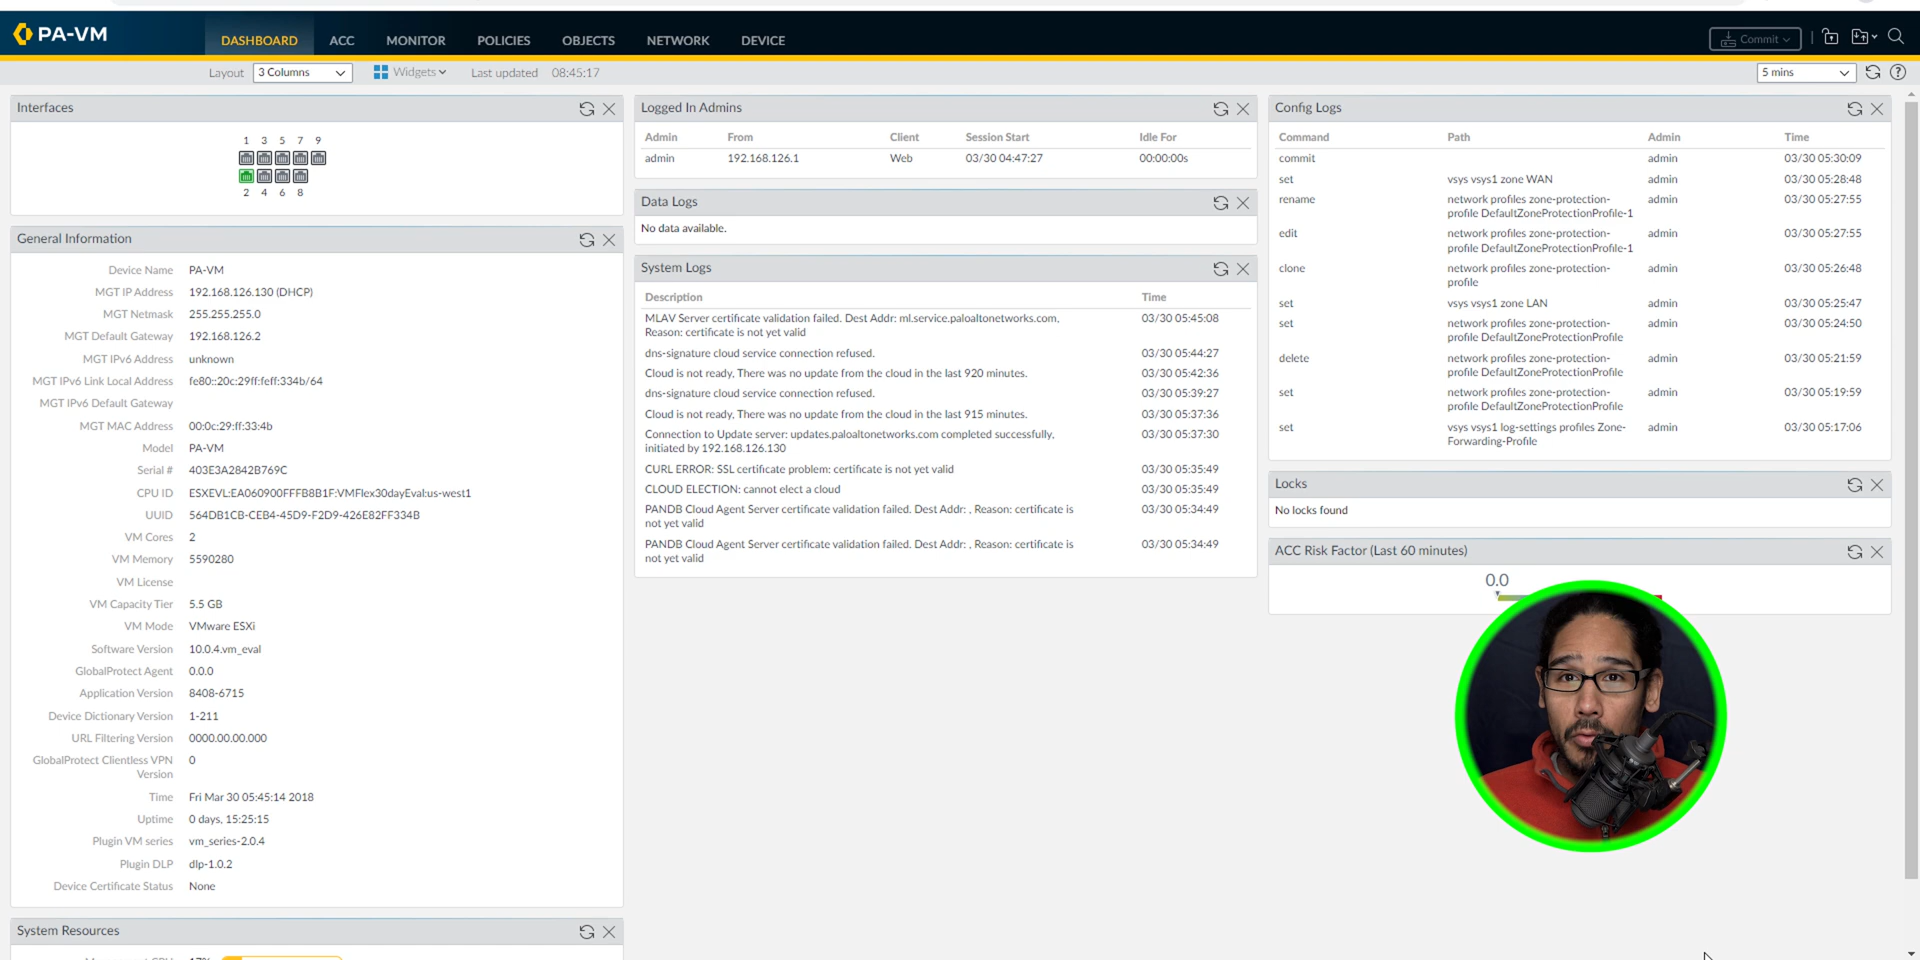 PA-VM
DASHBOARD ACC MONITOR POLICIES OBJECTS NETWORK DEVICE
Commit
Layout 3 Columns Widgets Last updated 08:45:17
5 mins
Interfaces
1 3 5 7 9
2 4 6 8
General Information
Device Name PA-VM
MGT IP Address 192.168.126.130 (DHCP)
MGT Netmask 255.255.255.0
MGT Default Gateway 192.168.126.2
MGT IPv6 Address unknown
MGT IPv6 Link Local Address fe80::20c:29ff:feff:334b/64
MGT IPv6 Default Gateway
MGT MAC Address 00:0c:29:ff:33:4b
Model PA-VM
Serial # 403E3A2842B769C
CPU ID ESXEVL:EA060900FFFB8B1F:VMFlex30dayEval:us-west1
UUID 564DB1CB-CEB4-45D9-F2D9-426E82FF334B
VM Cores 2
VM Memory 5590280
VM License
VM Capacity Tier 5.5 GB
VM Mode VMware ESXi
Software Version 10.0.4.vm_eval
GlobalProtect Agent 0.0.0
Application Version 8408-6715
Device Dictionary Version 1-211
URL Filtering Version 0000.00.00.000
GlobalProtect Clientless VPN 0
Version
Time Fri Mar 30 05:45:14 2018
Uptime 0 days, 15:25:15
Plugin VM series vm_series-2.0.4
Plugin DLP dlp-1.0.2
Device Certificate Status None
System Resources
Logged In Admins
Admin From Client Session Start Idle For
admin 192.168.126.1 Web 03/30 04:47:27 00:00:00s
Data Logs
No data available.
System Logs
Description Time
MLAV Server certificate validation failed. Dest Addr: ml.service.paloaltonetworks.com, 03/30 05:45:08
Reason: certificate is not yet valid
dns-signature cloud service connection refused. 03/30 05:44:27
Cloud is not ready, There was no update from the cloud in the last 920 minutes. 03/30 05:42:36
dns-signature cloud service connection refused. 03/30 05:39:27
Cloud is not ready, There was no update from the cloud in the last 915 minutes. 03/30 05:37:36
Connection to Update server: updates.paloaltonetworks.com completed successfully, 03/30 05:37:30
initiated by 192.168.126.130
CURL ERROR: SSL certificate problem: certificate is not yet valid 03/30 05:35:49
CLOUD ELECTION: cannot elect a cloud 03/30 05:35:49
PANDB Cloud Agent Server certificate validation failed. Dest Addr: , Reason: certificate is 03/30 05:34:49
not yet valid
PANDB Cloud Agent Server certificate validation failed. Dest Addr: , Reason: certificate is 03/30 05:34:49
not yet valid
Config Logs
Command Path Admin Time
commit admin 03/30 05:30:09
set vsys vsys1 zone WAN admin 03/30 05:28:48
rename network profiles zone-protection- admin 03/30 05:27:55
profile DefaultZoneProtectionProfile-1
edit network profiles zone-protection- admin 03/30 05:27:55
profile DefaultZoneProtectionProfile-1
clone network profiles zone-protection- admin 03/30 05:26:48
profile
set vsys vsys1 zone LAN admin 03/30 05:25:47
set network profiles zone-protection- admin 03/30 05:24:50
profile DefaultZoneProtectionProfile
delete network profiles zone-protection- admin 03/30 05:21:59
profile DefaultZoneProtectionProfile
set network profiles zone-protection- admin 03/30 05:19:59
profile DefaultZoneProtectionProfile
set vsys vsys1 log-settings profiles Zone- admin 03/30 05:17:06
Forwarding-Profile
Locks
No locks found
ACC Risk Factor (Last 60 minutes)
0.0